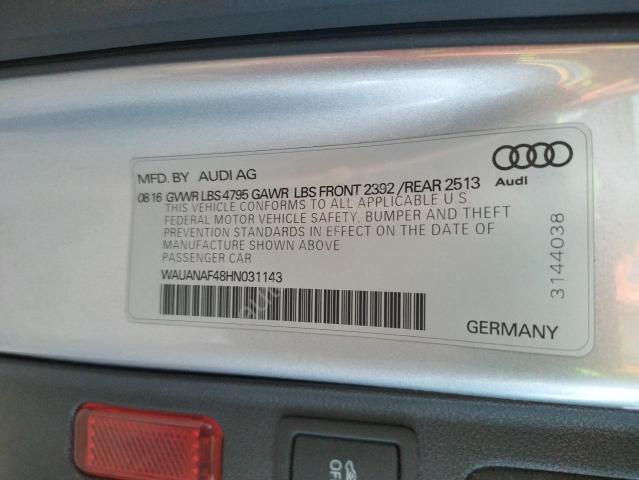 MFD. BY AUDI AG
Audi
08 16 GVWR LBS 4795 GAWR LBS FRONT 2392 /REAR 2513
THIS VEHICLE CONFORMS TO ALL APPLICABLE U.S.
FEDERAL MOTOR VEHICLE SAFETY, BUMPER AND THEFT
PREVENTION STANDARDS IN EFFECT ON THE DATE OF
MANUFACTURE SHOWN ABOVE
PASSENGER CAR
WAUANAF48HN031143
3144038
GERMANY
OF